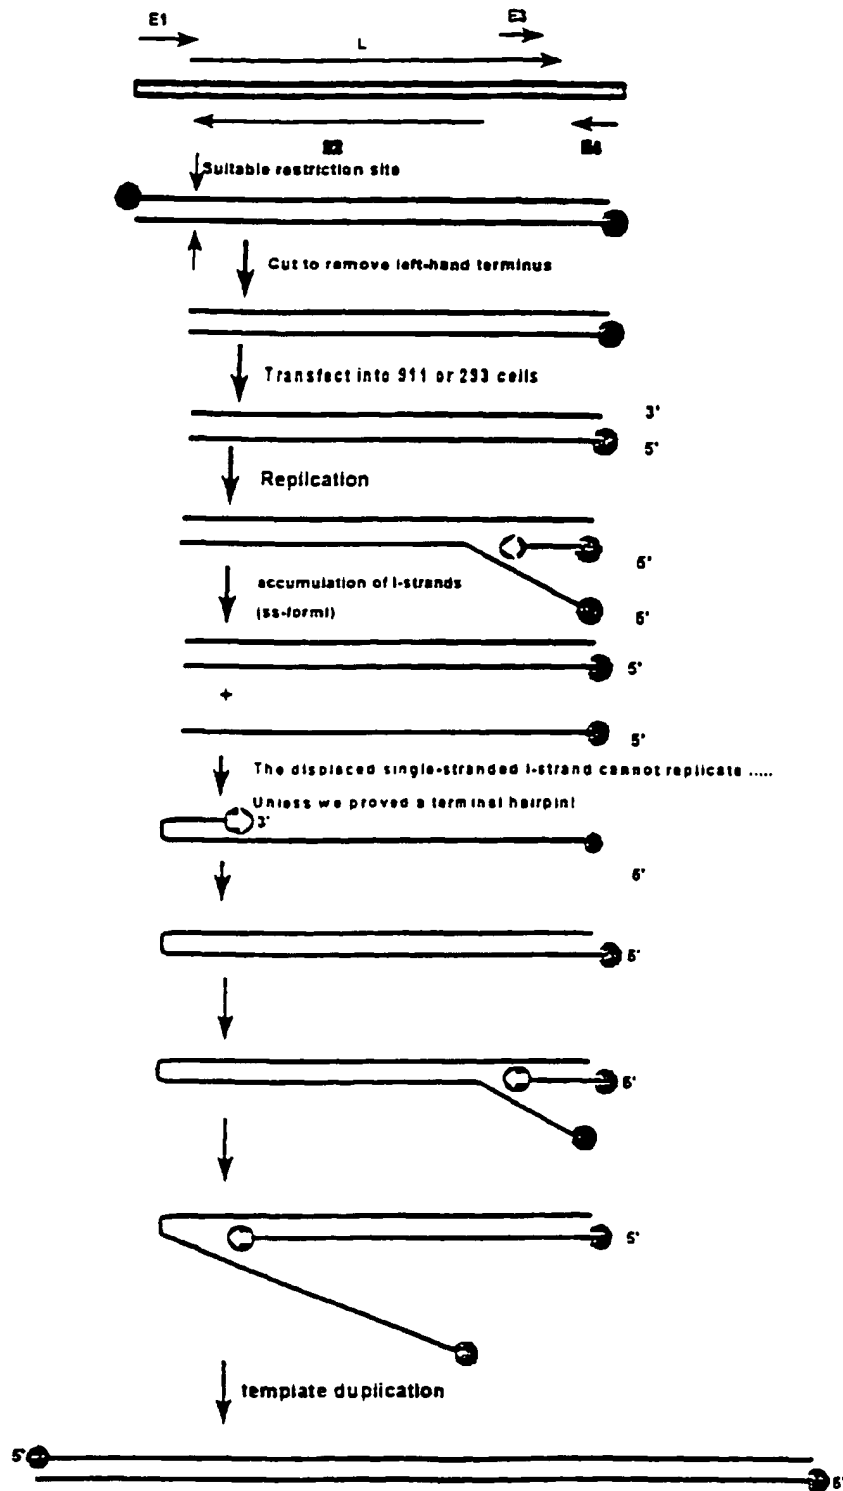 E1
E3
L
E2
E4
Suitable restriction site
Cut to remove left-hand terminus
Transfect into 911 or 293 cells
3'
5'
Replication
5'
accumulation of l-strands
(ss-form!)
5'
5'
+
5'
The displaced single-stranded l-strand cannot replicate .....
Unless we proved a terminal hairpin!
3'
5'
5'
5'
5'
template duplication
5'
5'